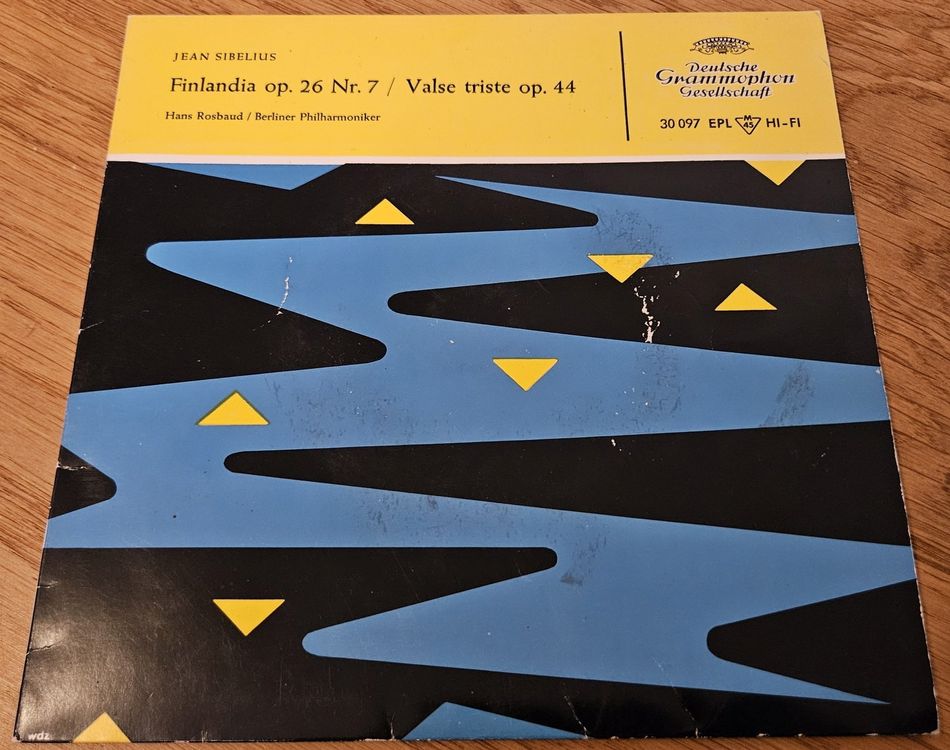 JEAN SIBELIUS
Finlandia op. 26 Nr. 7 / Valse triste op. 44
Hans Rosbaud / Berliner Philharmoniker
Deutsche
Grammophon
Gesellschaft
30 097 EPL M 45 HI-FI
wdz